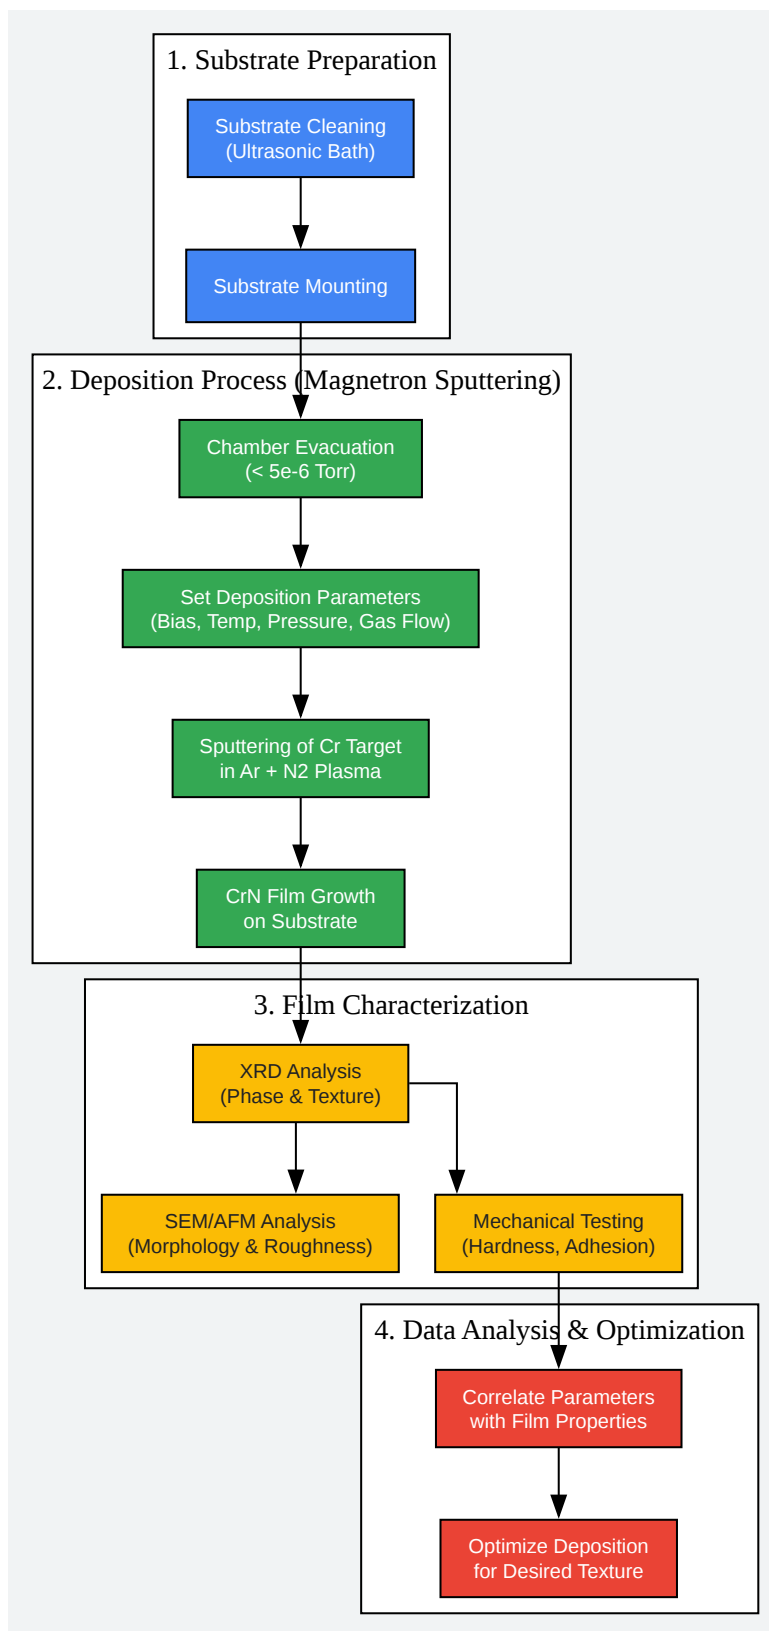 1. Substrate Preparation
Substrate Cleaning
(Ultrasonic Bath)
Substrate Mounting
2. Deposition Process (Magnetron Sputtering)
Chamber Evacuation
(< 5e-6 Torr)
Set Deposition Parameters
(Bias, Temp, Pressure, Gas Flow)
Sputtering of Cr Target
in Ar + N2 Plasma
CrN Film Growth
on Substrate
3. Film Characterization
XRD Analysis
(Phase & Texture)
SEM/AFM Analysis
(Morphology & Roughness)
Mechanical Testing
(Hardness, Adhesion)
4. Data Analysis & Optimization
Correlate Parameters
with Film Properties
Optimize Deposition
for Desired Texture